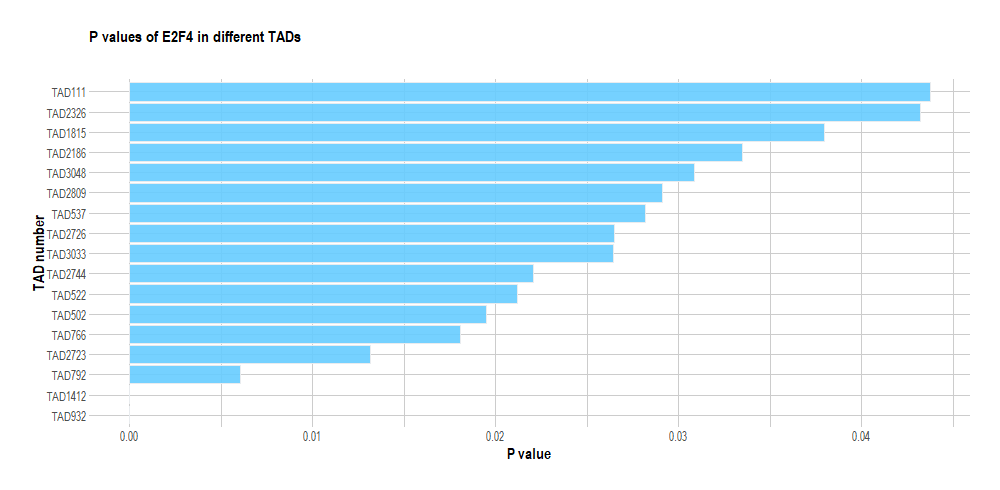 P values of E2F4 in different TADs
TAD number
TAD111
TAD2326
TAD1815
TAD2186
TAD3048
TAD2809
TAD537
TAD2726
TAD3033
TAD2744
TAD522
TAD502
TAD766
TAD2723
TAD792
TAD1412
TAD932
0.00 0.01 0.02 0.03 0.04
P value